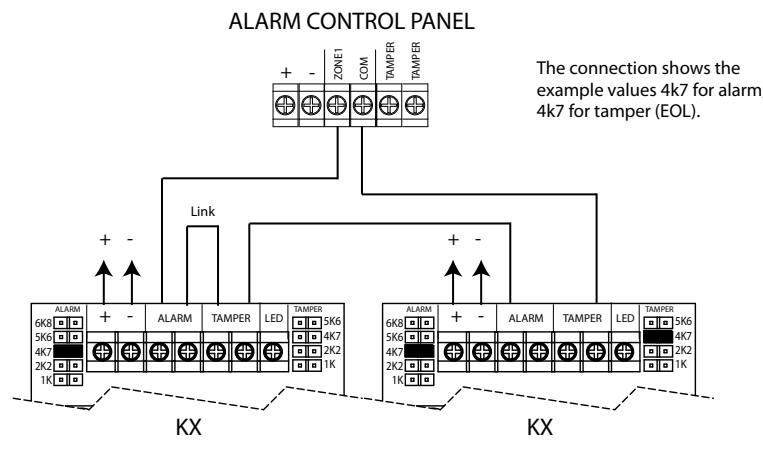 ALARM CONTROL PANEL
+ - ZONE1 COM TAMPER TAMPER
The connection shows the
example values 4k7 for alarm,
4k7 for tamper (EOL).
Link
+ -
+ -
ALARM
+ - ALARM TAMPER LED
TAMPER
6K8
5K6
4K7
2K2
1K
5K6
4K7
2K2
1K
ALARM
+ - ALARM TAMPER LED
TAMPER
6K8
5K6
4K7
2K2
1K
5K6
4K7
2K2
1K
KX
KX